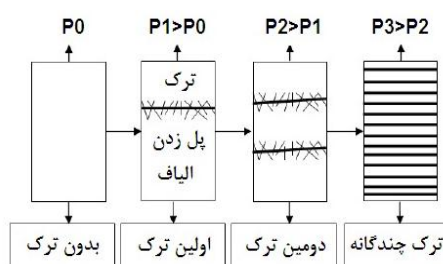 P0
P1>P0
P2>P1
P3>P2
ترک
پل زدن
الیاف
بدون ترک
اولین ترک
دومین ترک
ترک چندگانه